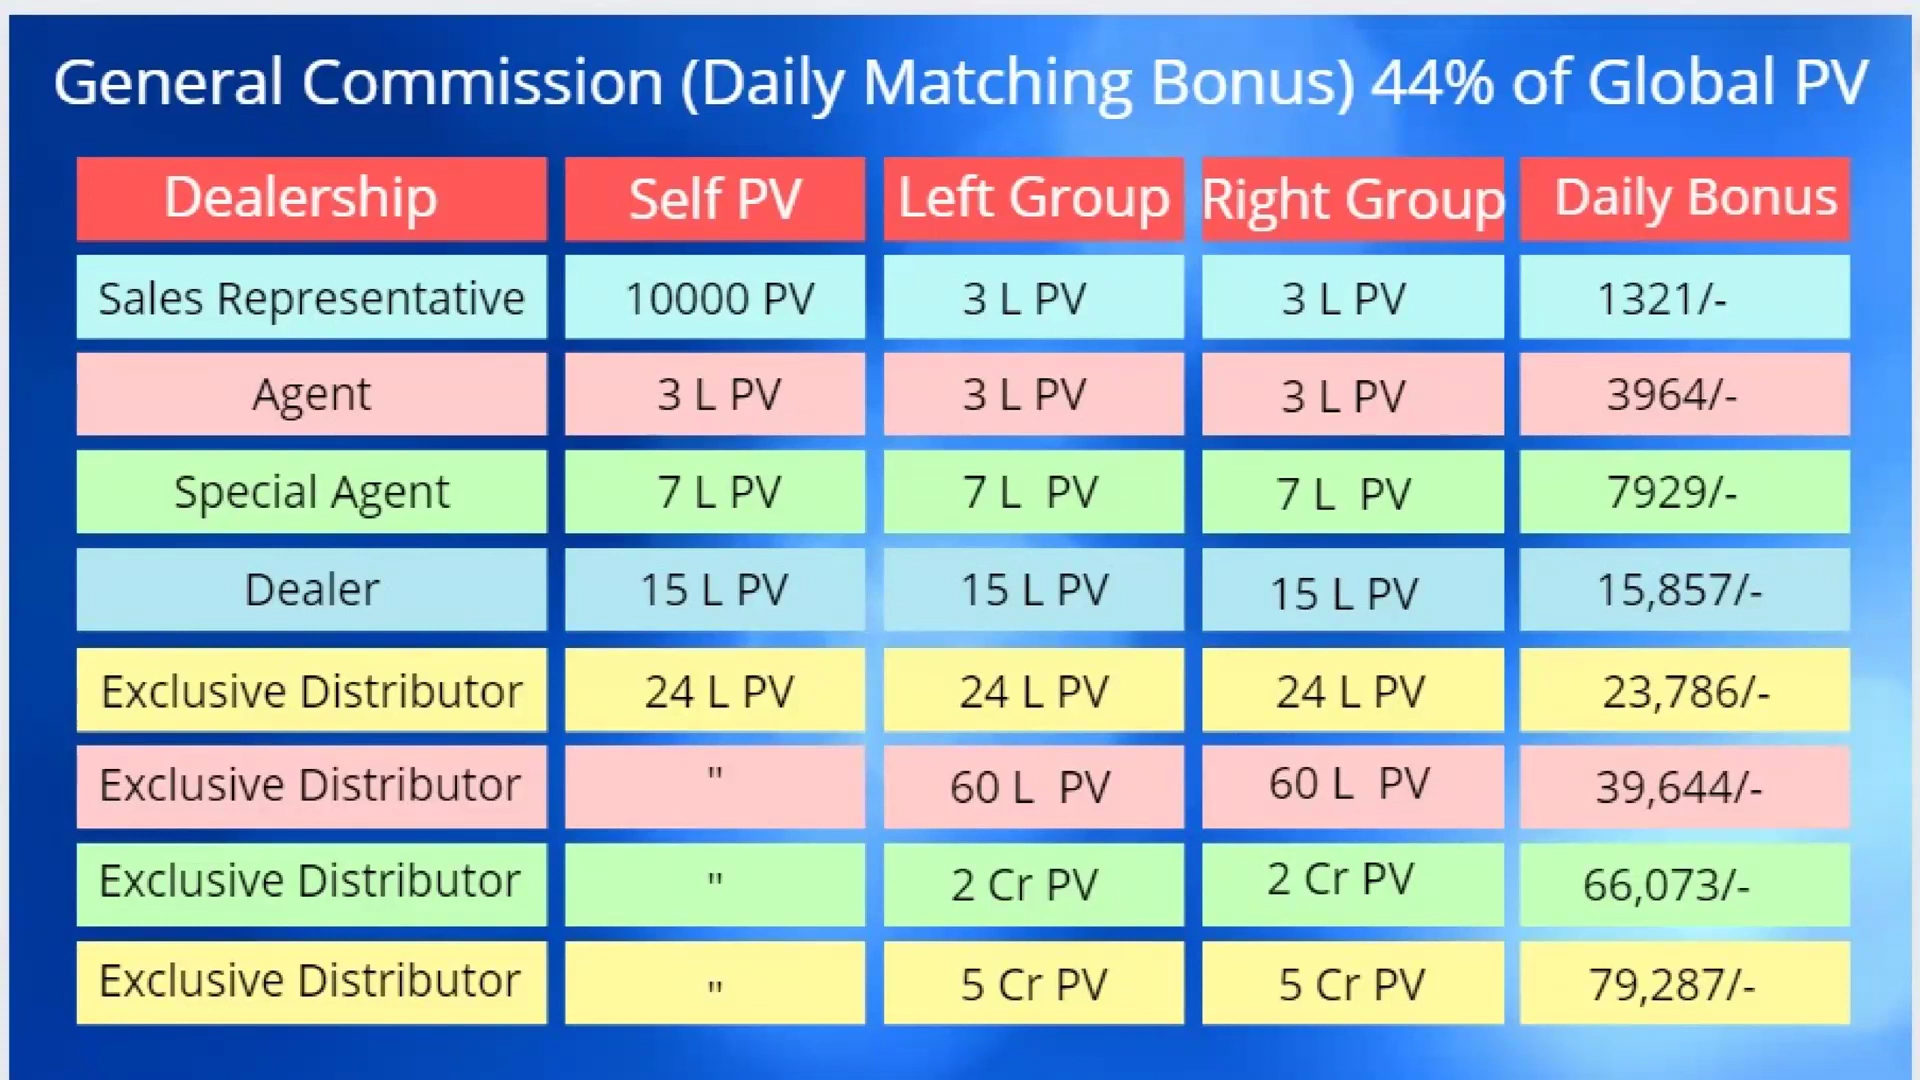 General Commission (Daily Matching Bonus) 44% of Global PV
Dealership Self PV Left Group Right Group Daily Bonus
Sales Representative 10000 PV 3 L PV 3 L PV 1321/-
Agent 3 L PV 3 L PV 3 L PV 3964/-
Special Agent 7 L PV 7 L PV 7 L PV 7929/-
Dealer 15 L PV 15 L PV 15 L PV 15,857/-
Exclusive Distributor 24 L PV 24 L PV 24 L PV 23,786/-
Exclusive Distributor " 60 L PV 60 L PV 39,644/-
Exclusive Distributor " 2 Cr PV 2 Cr PV 66,073/-
Exclusive Distributor " 5 Cr PV 5 Cr PV 79,287/-